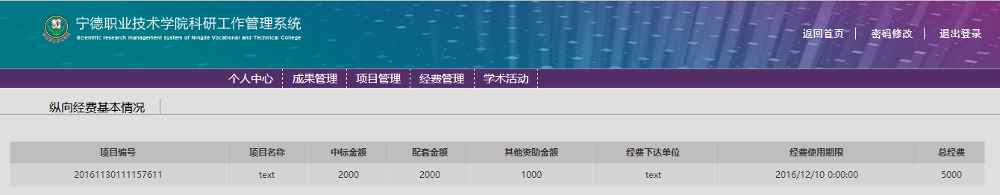 宁德职业技术学院科研工作管理系统
Scientific research management system of Ningde Vocational and Technical College
返回首页 密码修改 退出登录
个人中心 成果管理 项目管理 经费管理 学术活动
纵向经费基本情况
项目编号 项目名称 中标金额 配套金额 其他资助金额 经费下达单位 经费使用期限 总经费
20161130111157611 text 2000 2000 1000 text 2016/12/10 0:00:00 5000